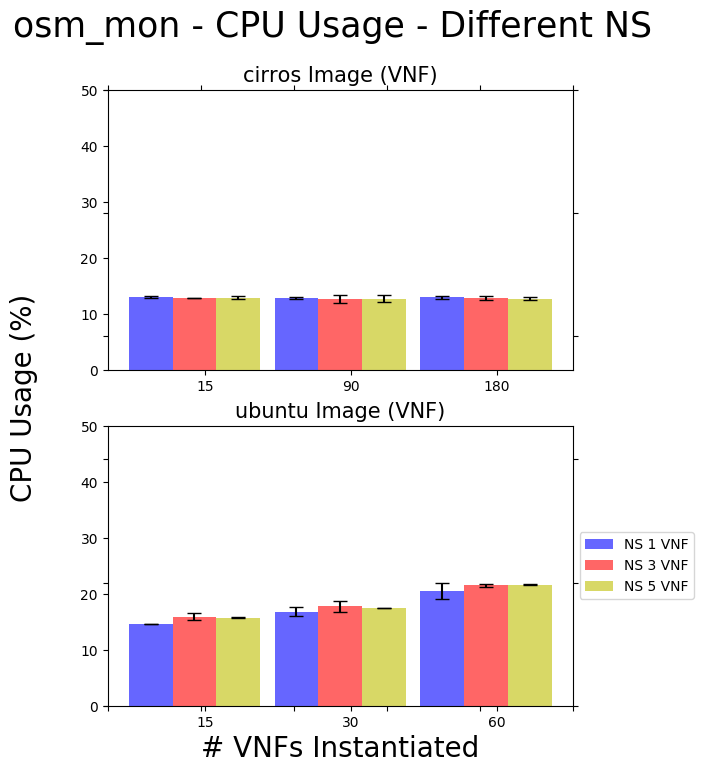 osm_mon - CPU Usage - Different NS
cirros Image (VNF)
50
40
30
20
10
0
15 90 180
ubuntu Image (VNF)
50
40
30
20
10
0
15 30 60
CPU Usage (%)
# VNFs Instantiated
NS 1 VNF
NS 3 VNF
NS 5 VNF